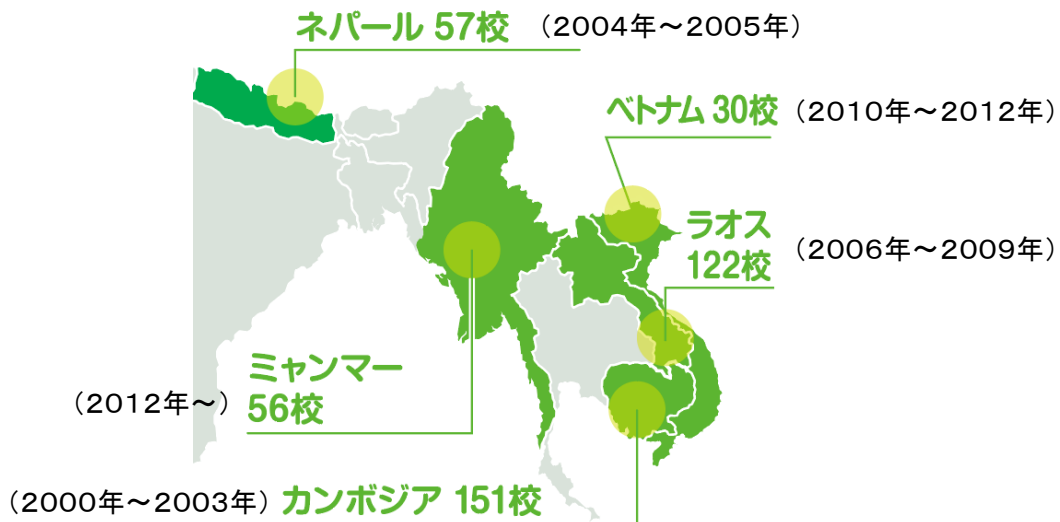 ネパール 57校 （2004年～2005年）
ベトナム 30校 （2010年～2012年）
ラオス
122校 （2006年～2009年）
ミャンマー
（2012年～） 56校
（2000年～2003年） カンボジア 151校